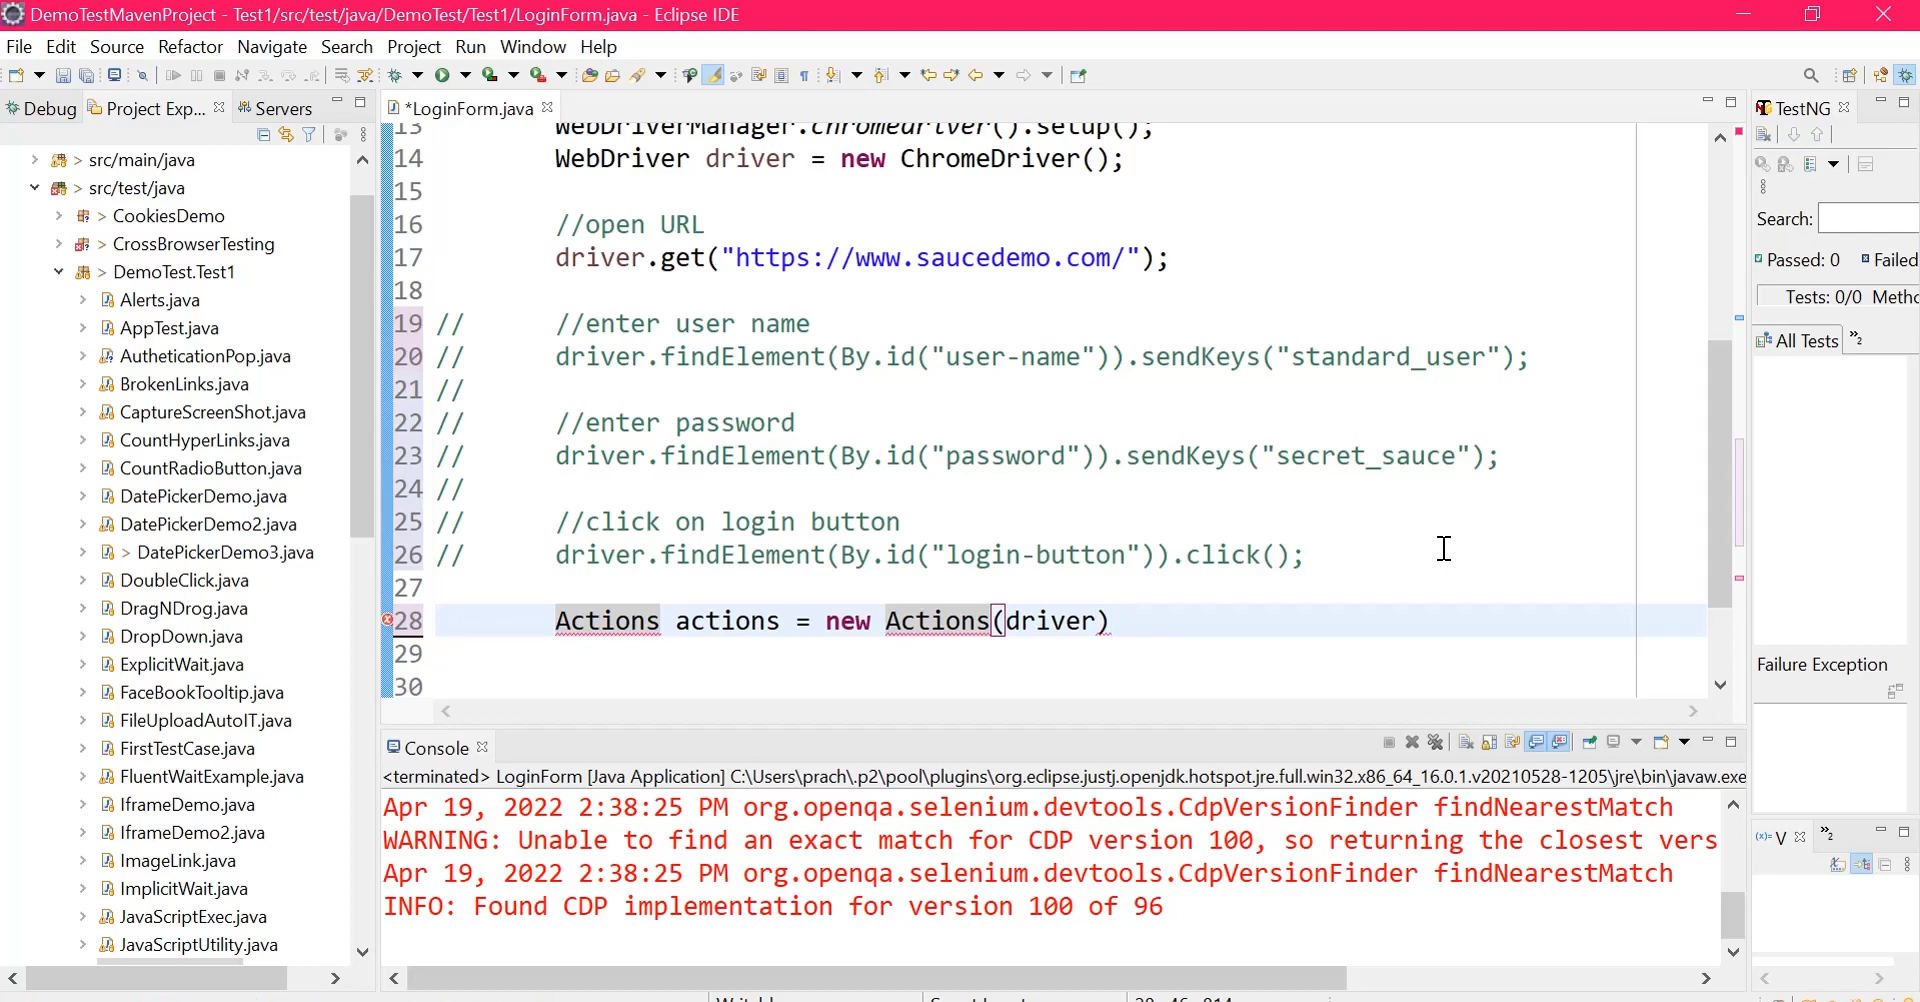 DemoTestMavenProject - Test1/src/test/java/DemoTest/Test1/LoginForm.java - Eclipse IDE
File Edit Source Refactor Navigate Search Project Run Window Help
Debug Project Exp... Servers
> src/main/java
> src/test/java
> CookiesDemo
> CrossBrowserTesting
> DemoTest.Test1
Alerts.java
AppTest.java
AutheticationPop.java
BrokenLinks.java
CaptureScreenShot.java
CountHyperLinks.java
CountRadioButton.java
DatePickerDemo.java
DatePickerDemo2.java
> DatePickerDemo3.java
DoubleClick.java
DragNDrog.java
DropDown.java
ExplicitWait.java
FaceBookTooltip.java
FileUploadAutoIT.java
FirstTestCase.java
FluentWaitExample.java
IframeDemo.java
IframeDemo2.java
ImageLink.java
ImplicitWait.java
JavaScriptExec.java
JavaScriptUtility.java
*LoginForm.java
13 WebDriverManager.chromedriver().setup();
14 WebDriver driver = new ChromeDriver();
15
16 //open URL
17 driver.get("https://www.saucedemo.com/");
18
19 // //enter user name
20 // driver.findElement(By.id("user-name")).sendKeys("standard_user");
21 //
22 // //enter password
23 // driver.findElement(By.id("password")).sendKeys("secret_sauce");
24 //
25 // //click on login button
26 // driver.findElement(By.id("login-button")).click();
27
28 Actions actions = new Actions(driver)
29
30
Console
<terminated> LoginForm [Java Application] C:\Users\prach\.p2\pool\plugins\org.eclipse.justj.openjdk.hotspot.jre.full.win32.x86_64_16.0.1.v20210528-1205\jre\bin\javaw.exe
Apr 19, 2022 2:38:25 PM org.openqa.selenium.devtools.CdpVersionFinder findNearestMatch
WARNING: Unable to find an exact match for CDP version 100, so returning the closest vers
Apr 19, 2022 2:38:25 PM org.openqa.selenium.devtools.CdpVersionFinder findNearestMatch
INFO: Found CDP implementation for version 100 of 96
TestNG
Search:
Passed: 0 Failed
Tests: 0/0 Metho
All Tests »2
Failure Exception
(x)= V »2